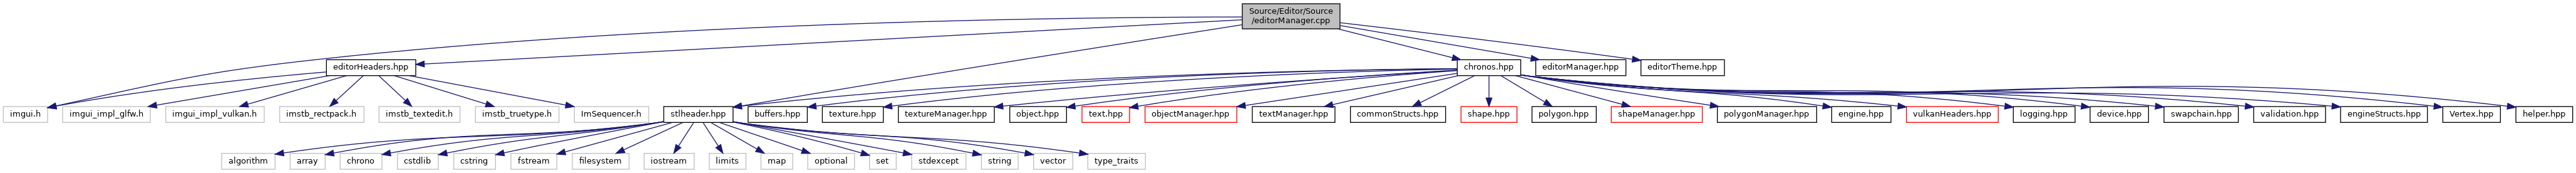 Source/Editor/Source
/editorManager.cpp
editorHeaders.hpp
chronos.hpp
editorManager.hpp
editorTheme.hpp
imgui.h
imgui_impl_glfw.h
imgui_impl_vulkan.h
imstb_rectpack.h
imstb_textedit.h
imstb_truetype.h
ImSequencer.h
stlheader.hpp
buffers.hpp
texture.hpp
textureManager.hpp
object.hpp
text.hpp
objectManager.hpp
textManager.hpp
commonStructs.hpp
shape.hpp
polygon.hpp
shapeManager.hpp
polygonManager.hpp
engine.hpp
vulkanHeaders.hpp
logging.hpp
device.hpp
swapchain.hpp
validation.hpp
engineStructs.hpp
Vertex.hpp
helper.hpp
algorithm
array
chrono
cstdlib
cstring
fstream
filesystem
iostream
limits
map
optional
set
stdexcept
string
vector
type_traits